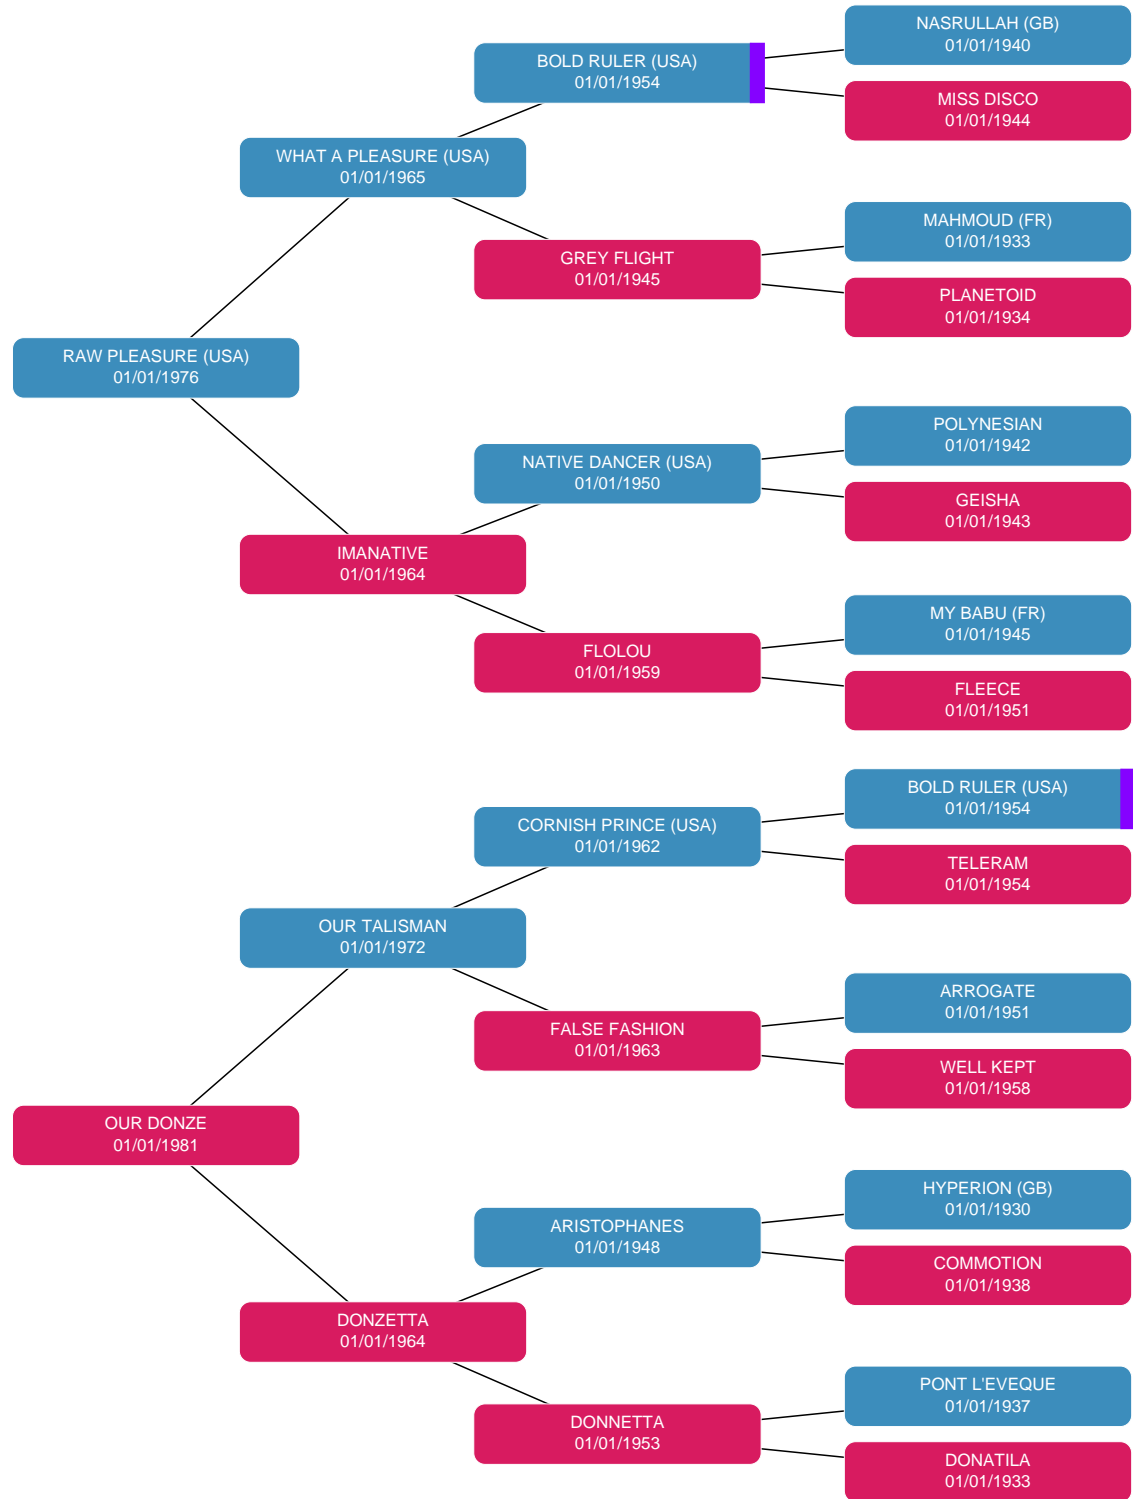 NASRULLAH (GB)
01/01/1940
BOLD RULER (USA)
01/01/1954
MISS DISCO
01/01/1944
WHAT A PLEASURE (USA)
01/01/1965
MAHMOUD (FR)
01/01/1933
GREY FLIGHT
01/01/1945
PLANETOID
01/01/1934
RAW PLEASURE (USA)
01/01/1976
POLYNESIAN
01/01/1942
NATIVE DANCER (USA)
01/01/1950
GEISHA
01/01/1943
IMANATIVE
01/01/1964
MY BABU (FR)
01/01/1945
FLOLOU
01/01/1959
FLEECE
01/01/1951
BOLD RULER (USA)
01/01/1954
CORNISH PRINCE (USA)
01/01/1962
TELERAM
01/01/1954
OUR TALISMAN
01/01/1972
ARROGATE
01/01/1951
FALSE FASHION
01/01/1963
WELL KEPT
01/01/1958
OUR DONZE
01/01/1981
HYPERION (GB)
01/01/1930
ARISTOPHANES
01/01/1948
COMMOTION
01/01/1938
DONZETTA
01/01/1964
PONT L'EVEQUE
01/01/1937
DONNETTA
01/01/1953
DONATILA
01/01/1933